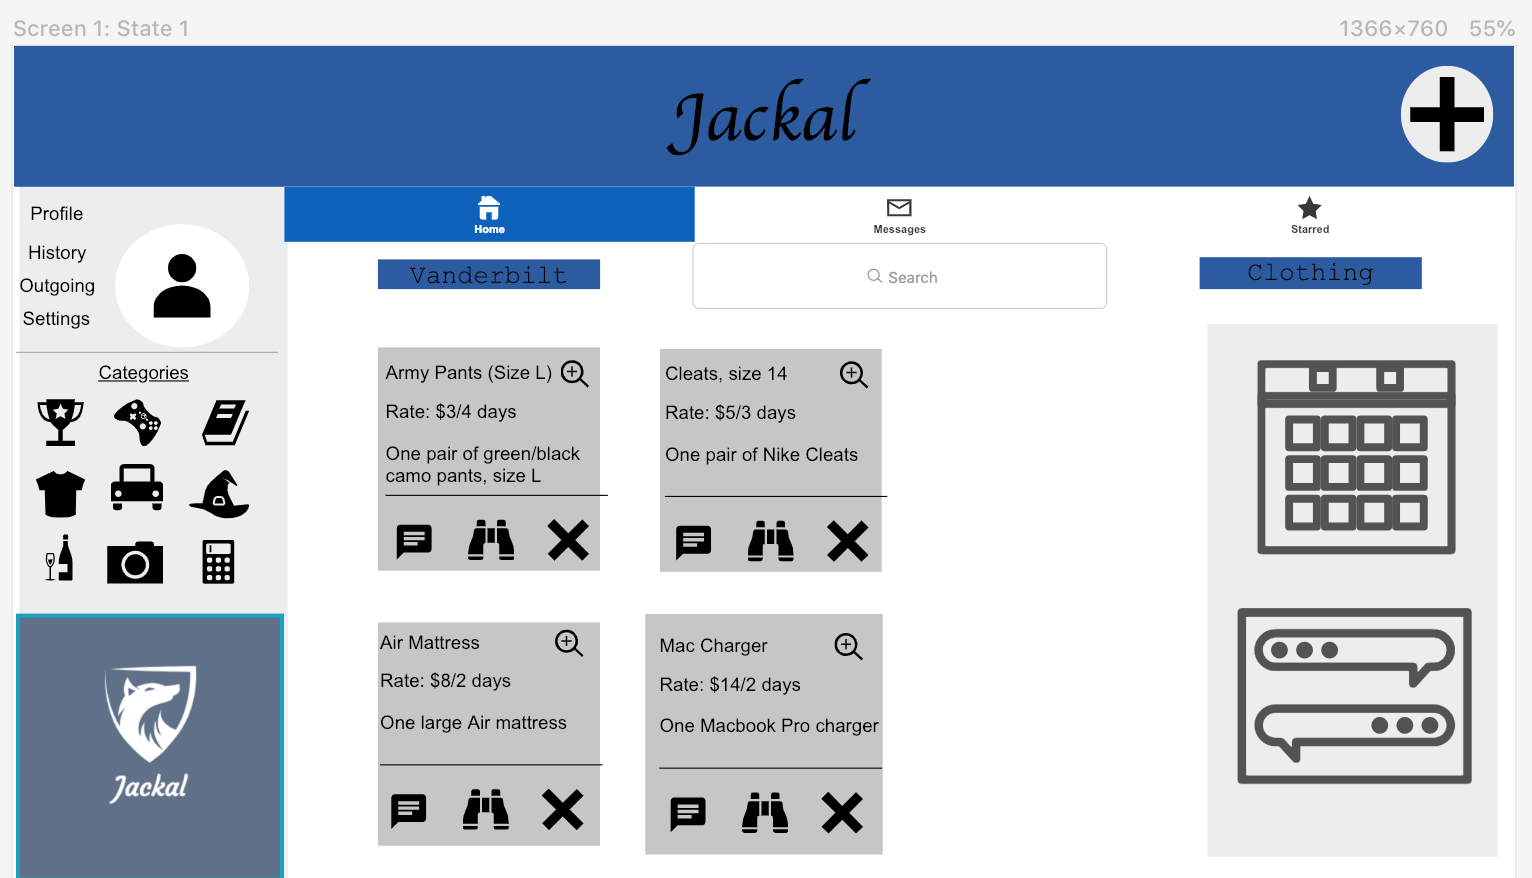 Screen 1: State 1
1366×760 55%
Jackal
Profile
History
Outgoing
Settings
Categories
Jackal
Home
Messages
Starred
Vanderbilt
Search
Clothing
Army Pants (Size L)
Rate: $3/4 days
One pair of green/black
camo pants, size L
Cleats, size 14
Rate: $5/3 days
One pair of Nike Cleats
Air Mattress
Rate: $8/2 days
One large Air mattress
Mac Charger
Rate: $14/2 days
One Macbook Pro charger